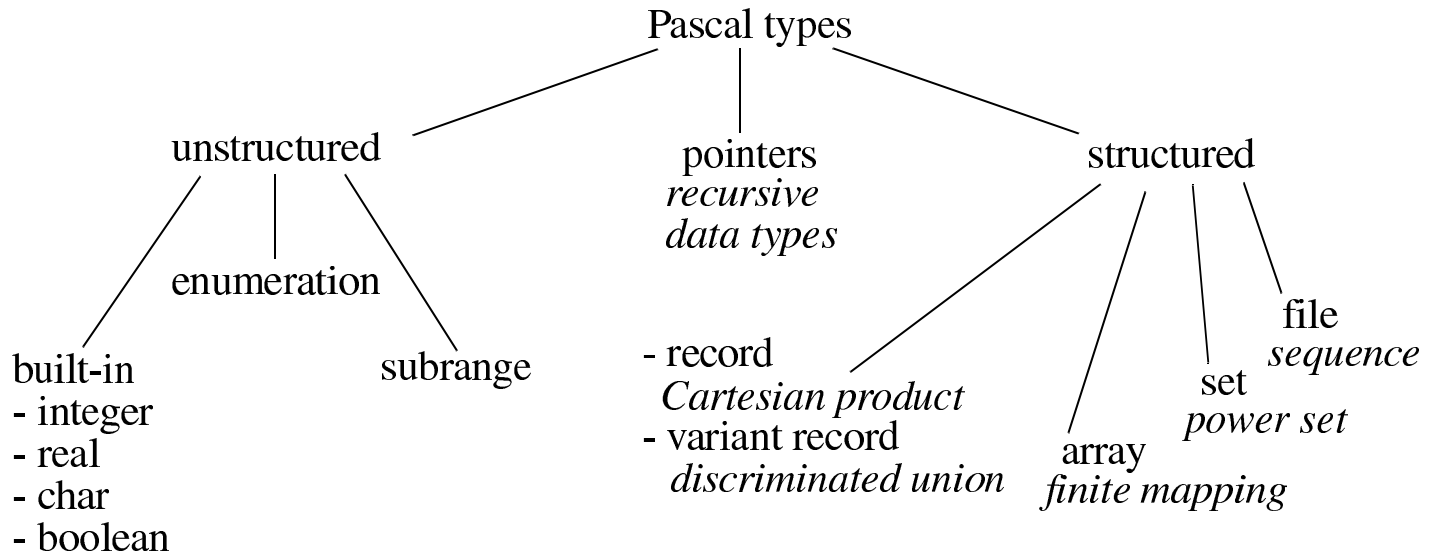 Pascal types
unstructured
pointers
recursive
data types
structured
enumeration
built-in
- integer
- real
- char
- boolean
subrange
- record
Cartesian product
- variant record
discriminated union
array
finite mapping
set
power set
file
sequence